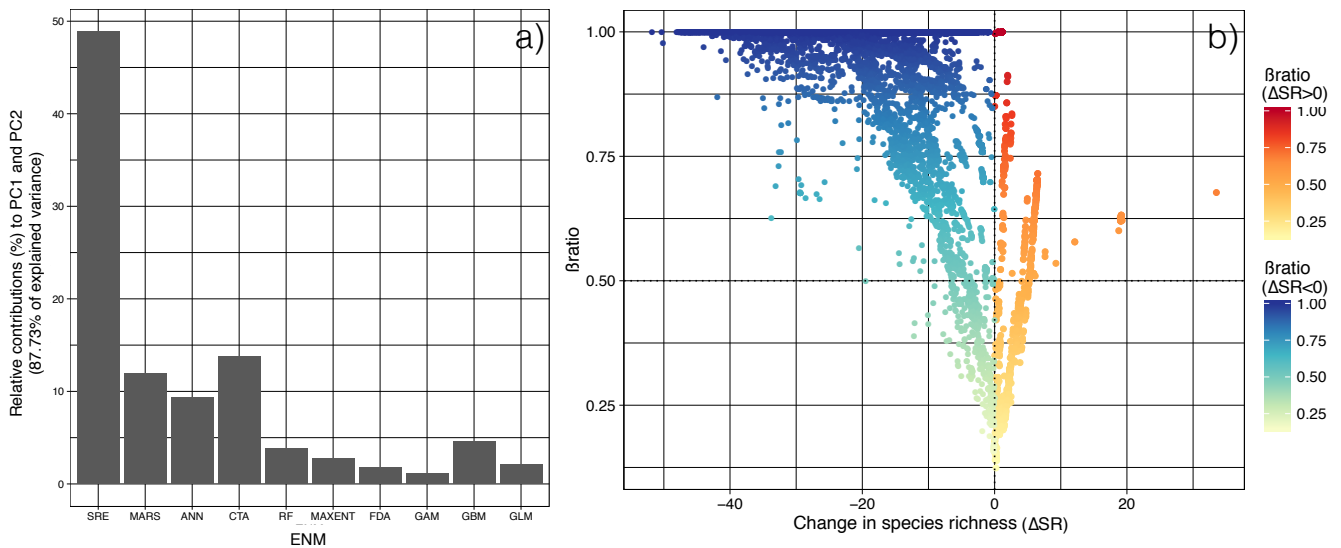 a)
Relative contributions (%) to PC1 and PC2
(87.73% of explained variance)
50
40
30
20
10
0
SRE MARS ANN CTA RF MAXENT FDA GAM GBM GLM
ENM
b)
ßratio
1.00
0.75
0.50
0.25
−40 −20 0 20
Change in species richness (ΔSR)
ßratio
(ΔSR>0)
1.00
0.75
0.50
0.25
ßratio
(ΔSR<0)
1.00
0.75
0.50
0.25